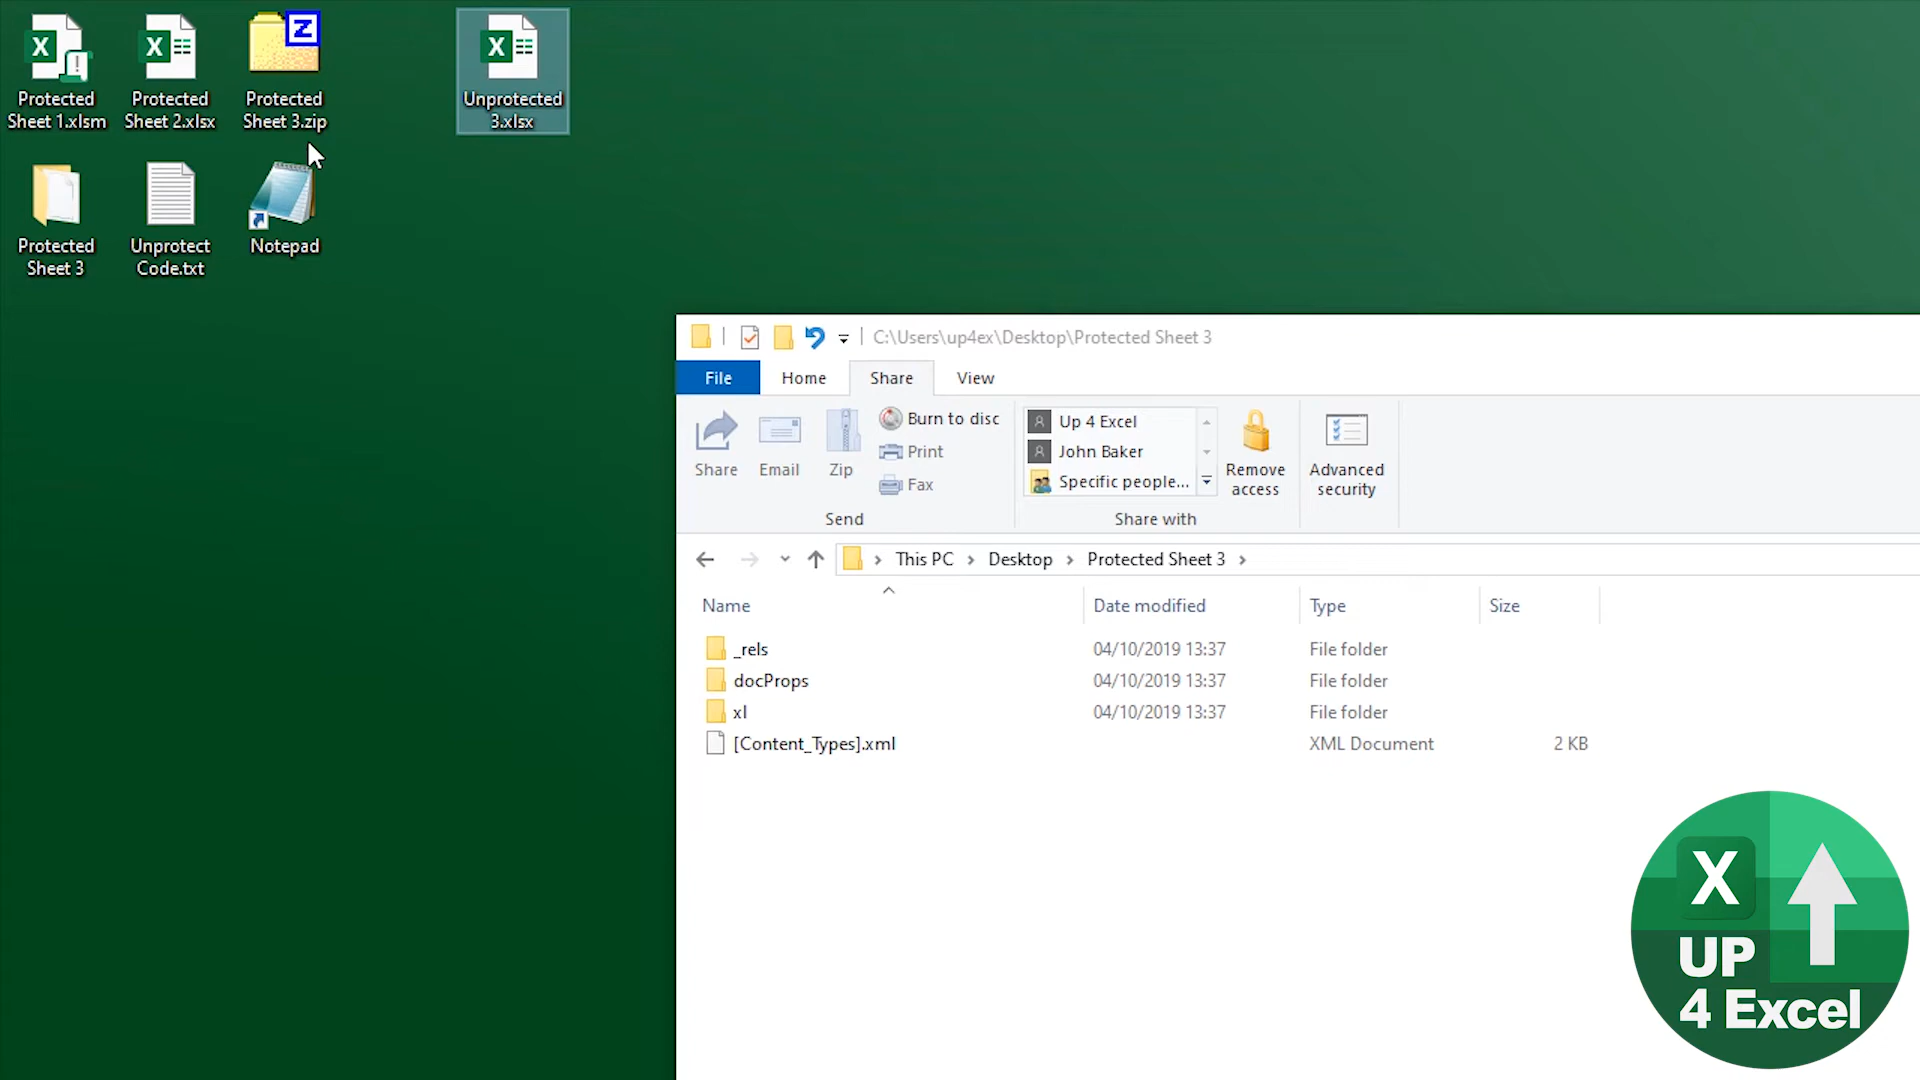 Protected
Sheet 1.xlsm
Protected
Sheet 2.xlsx
Z
Protected
Sheet 3.zip
Unprotected
3.xlsx
Protected
Sheet 3
Unprotect
Code.txt
Notepad
C:\Users\up4ex\Desktop\Protected Sheet 3
File Home Share View
Share
Email
Zip
Burn to disc
Print
Fax
Send
Up 4 Excel
John Baker
Specific people...
Share with
Remove
access
Advanced
security
This PC Desktop Protected Sheet 3
Name Date modified Type Size
_rels 04/10/2019 13:37 File folder
docProps 04/10/2019 13:37 File folder
xl 04/10/2019 13:37 File folder
[Content_Types].xml XML Document 2 KB
X
UP
4 Excel